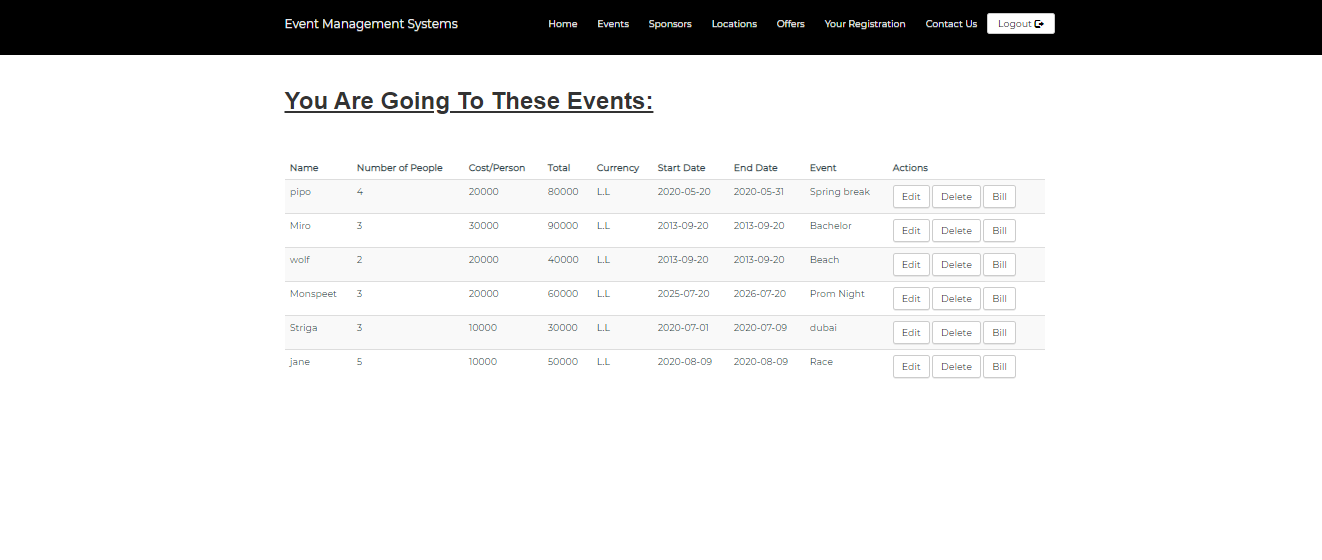 Event Management Systems Home Events Sponsors Locations Offers Your Registration Contact Us Logout
You Are Going To These Events:
Name Number of People Cost/Person Total Currency Start Date End Date Event Actions
pipo 4 20000 80000 L.L 2020-05-20 2020-05-31 Spring break Edit Delete Bill
Miro 3 30000 90000 L.L 2013-09-20 2013-09-20 Bachelor Edit Delete Bill
wolf 2 20000 40000 L.L 2013-09-20 2013-09-20 Beach Edit Delete Bill
Monspeet 3 20000 60000 L.L 2025-07-20 2026-07-20 Prom Night Edit Delete Bill
Striga 3 10000 30000 L.L 2020-07-01 2020-07-09 dubai Edit Delete Bill
jane 5 10000 50000 L.L 2020-08-09 2020-08-09 Race Edit Delete Bill